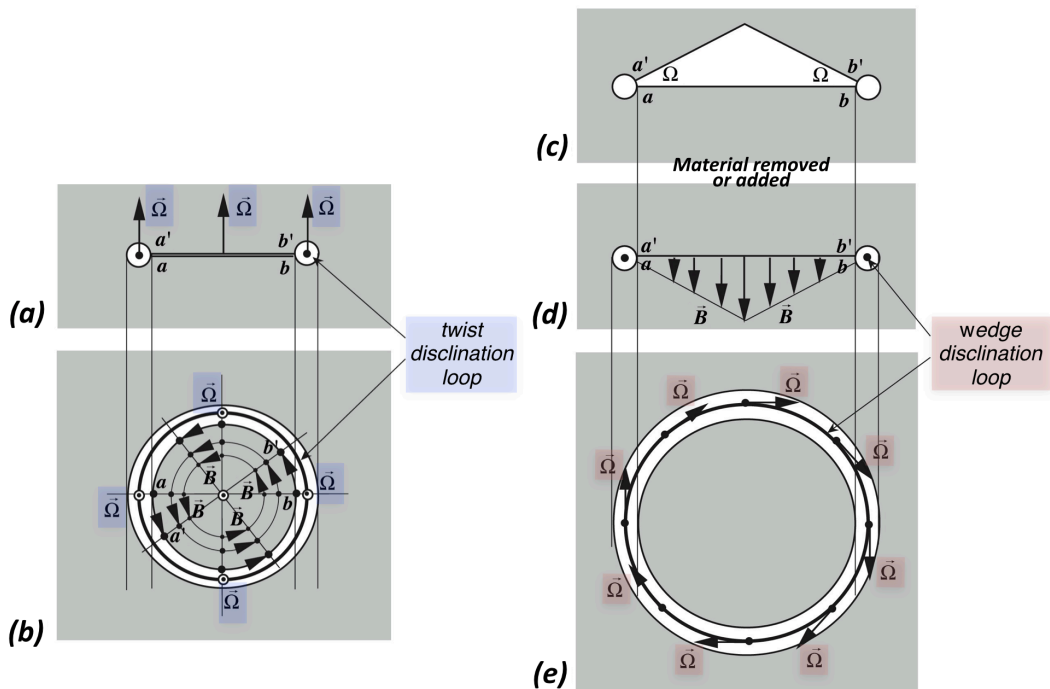 a'
Ω
Ω
b'
a
b
(c)
Material removed
or added
Ω⃗
Ω⃗
Ω⃗
a'
b'
a
b
(a)
a'
b'
a
b
B⃗
B⃗
(d)
twist
disclination
loop
wedge
disclination
loop
Ω⃗
b'
Ω⃗
a
B⃗
B⃗
b
Ω⃗
B⃗
B⃗
a'
Ω⃗
(b)
Ω⃗
Ω⃗
Ω⃗
Ω⃗
Ω⃗
Ω⃗
Ω⃗
Ω⃗
(e)